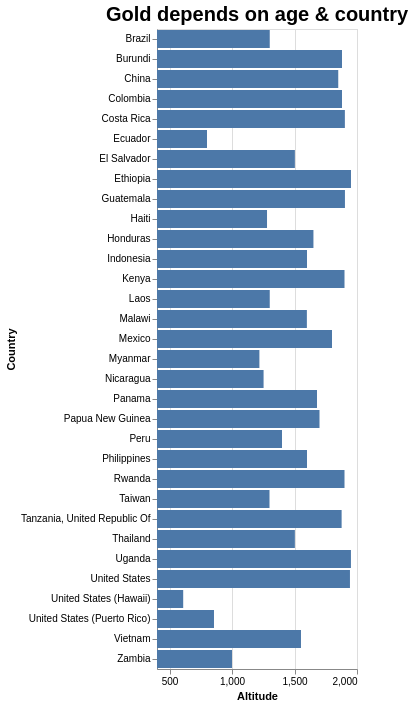 Gold depends on age & country
Brazil
Burundi
China
Colombia
Costa Rica
Ecuador
El Salvador
Ethiopia
Guatemala
Haiti
Honduras
Indonesia
Kenya
Laos
Malawi
Mexico
Myanmar
Nicaragua
Panama
Papua New Guinea
Peru
Philippines
Rwanda
Taiwan
Tanzania, United Republic Of
Thailand
Uganda
United States
United States (Hawaii)
United States (Puerto Rico)
Vietnam
Zambia
Country
500 1,000 1,500 2,000
Altitude